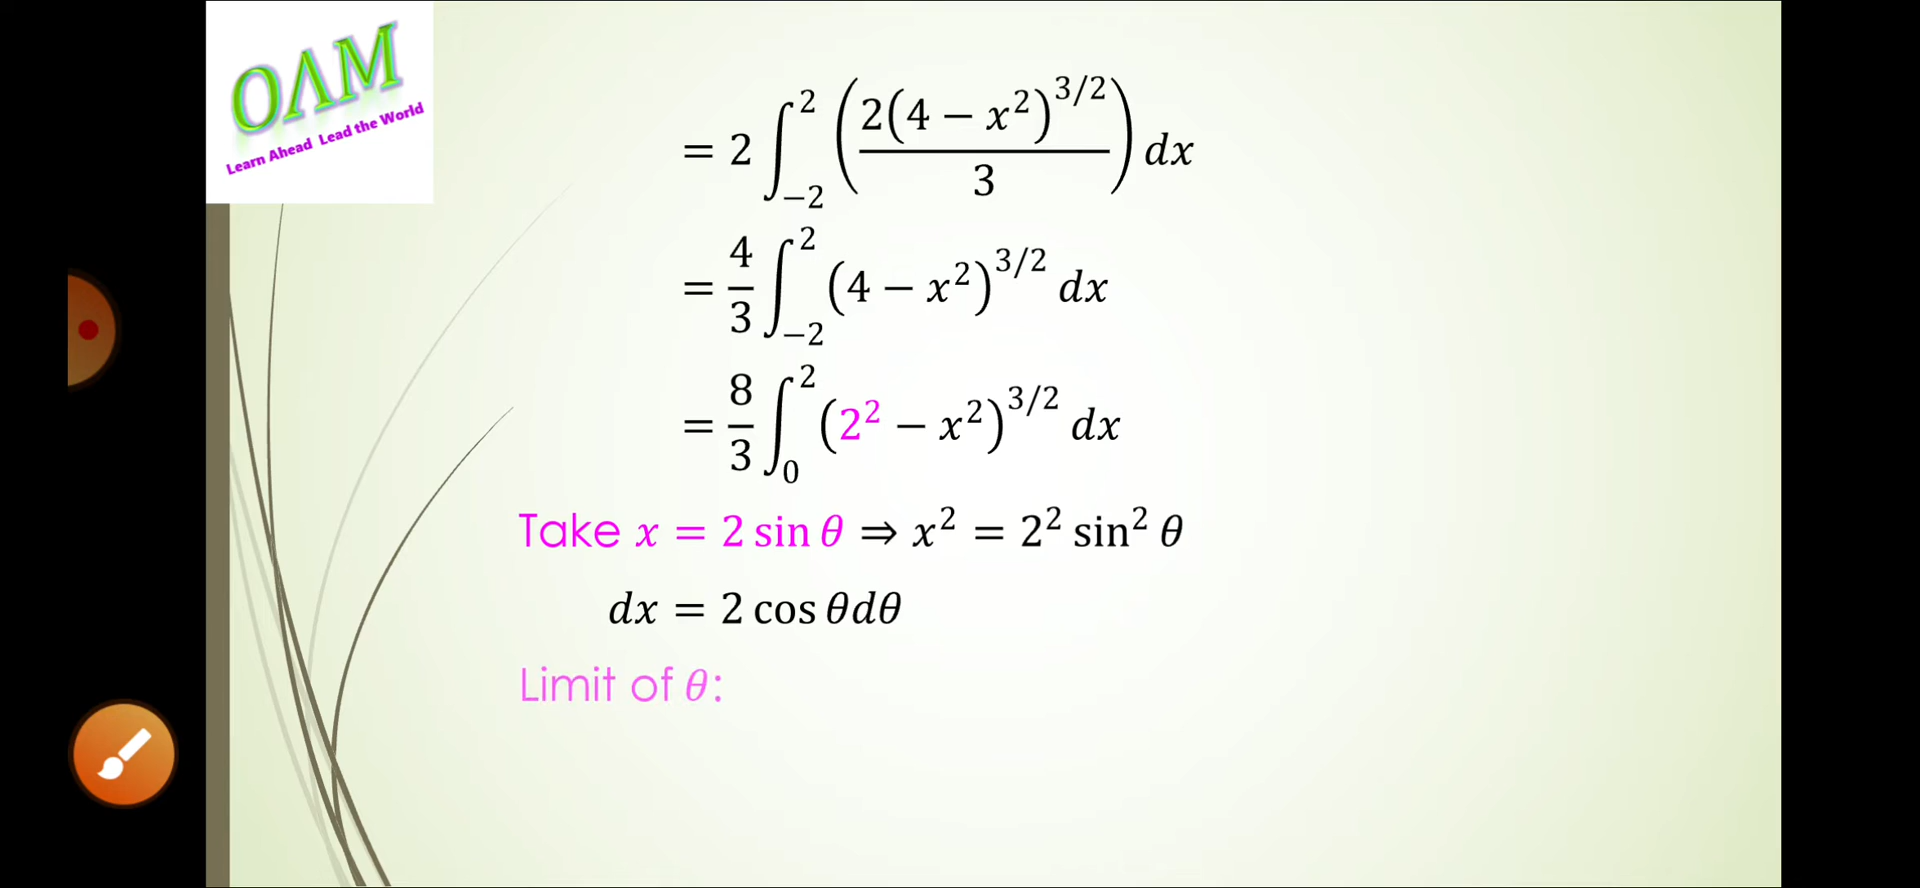 OΛM
Learn Ahead Lead the World
= 2 ∫_{-2}^{2} (2(4 − x²)^{3/2} / 3) dx
= 4/3 ∫_{-2}^{2} (4 − x²)^{3/2} dx
= 8/3 ∫_{0}^{2} (2² − x²)^{3/2} dx
Take x = 2 sin θ ⇒ x² = 2² sin² θ
dx = 2 cos θdθ
Limit of θ: